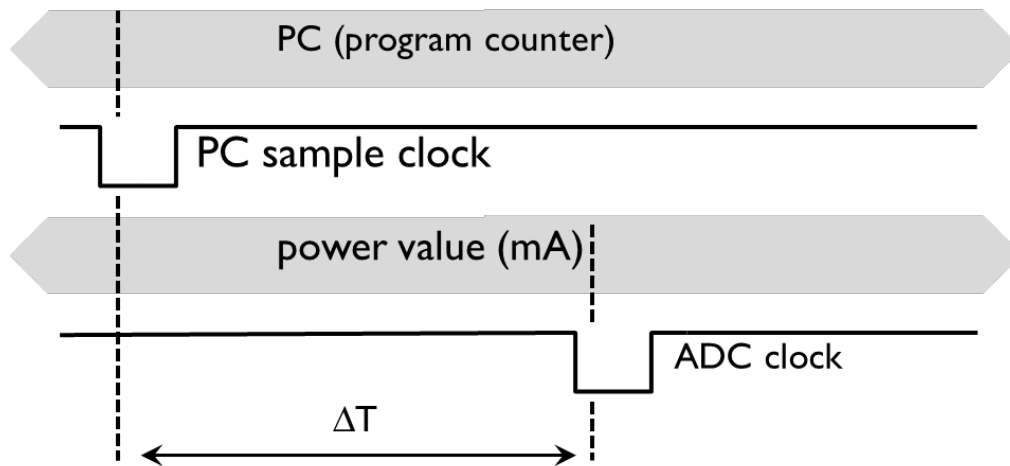 PC (program counter)
PC sample clock
power value (mA)
ADC clock
ΔT